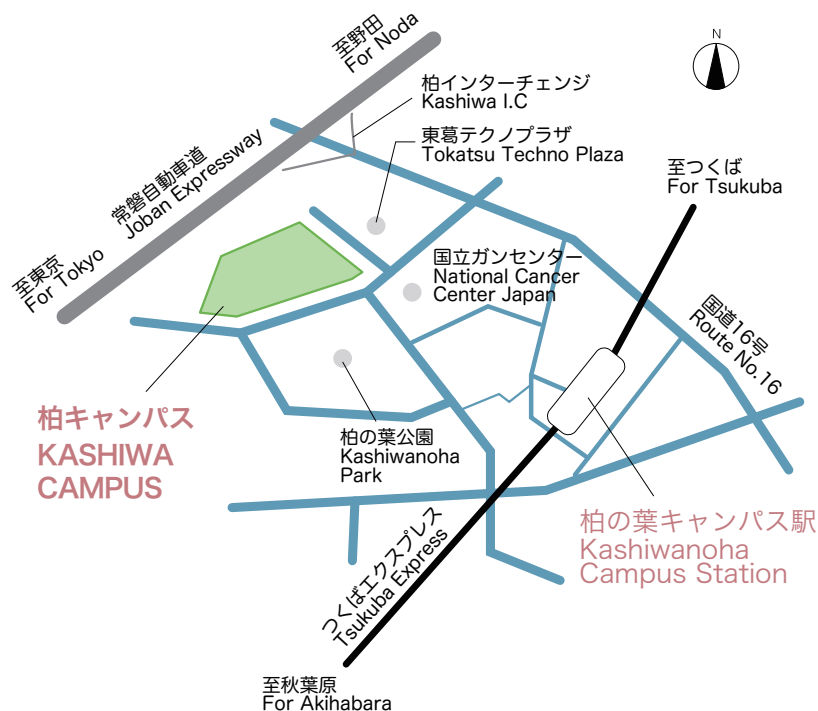 至野田
For Noda
N
柏インターチェンジ
Kashiwa I.C
東葛テクノプラザ
Tokatsu Techno Plaza
至つくば
For Tsukuba
常磐自動車道
Joban Expressway
至東京
For Tokyo
国立ガンセンター
National Cancer
Center Japan
国道16号
Route No.16
柏キャンパス
KASHIWA
CAMPUS
柏の葉公園
Kashiwanoha
Park
柏の葉キャンパス駅
Kashiwanoha
Campus Station
つくばエクスプレス
Tsukuba Express
至秋葉原
For Akihabara